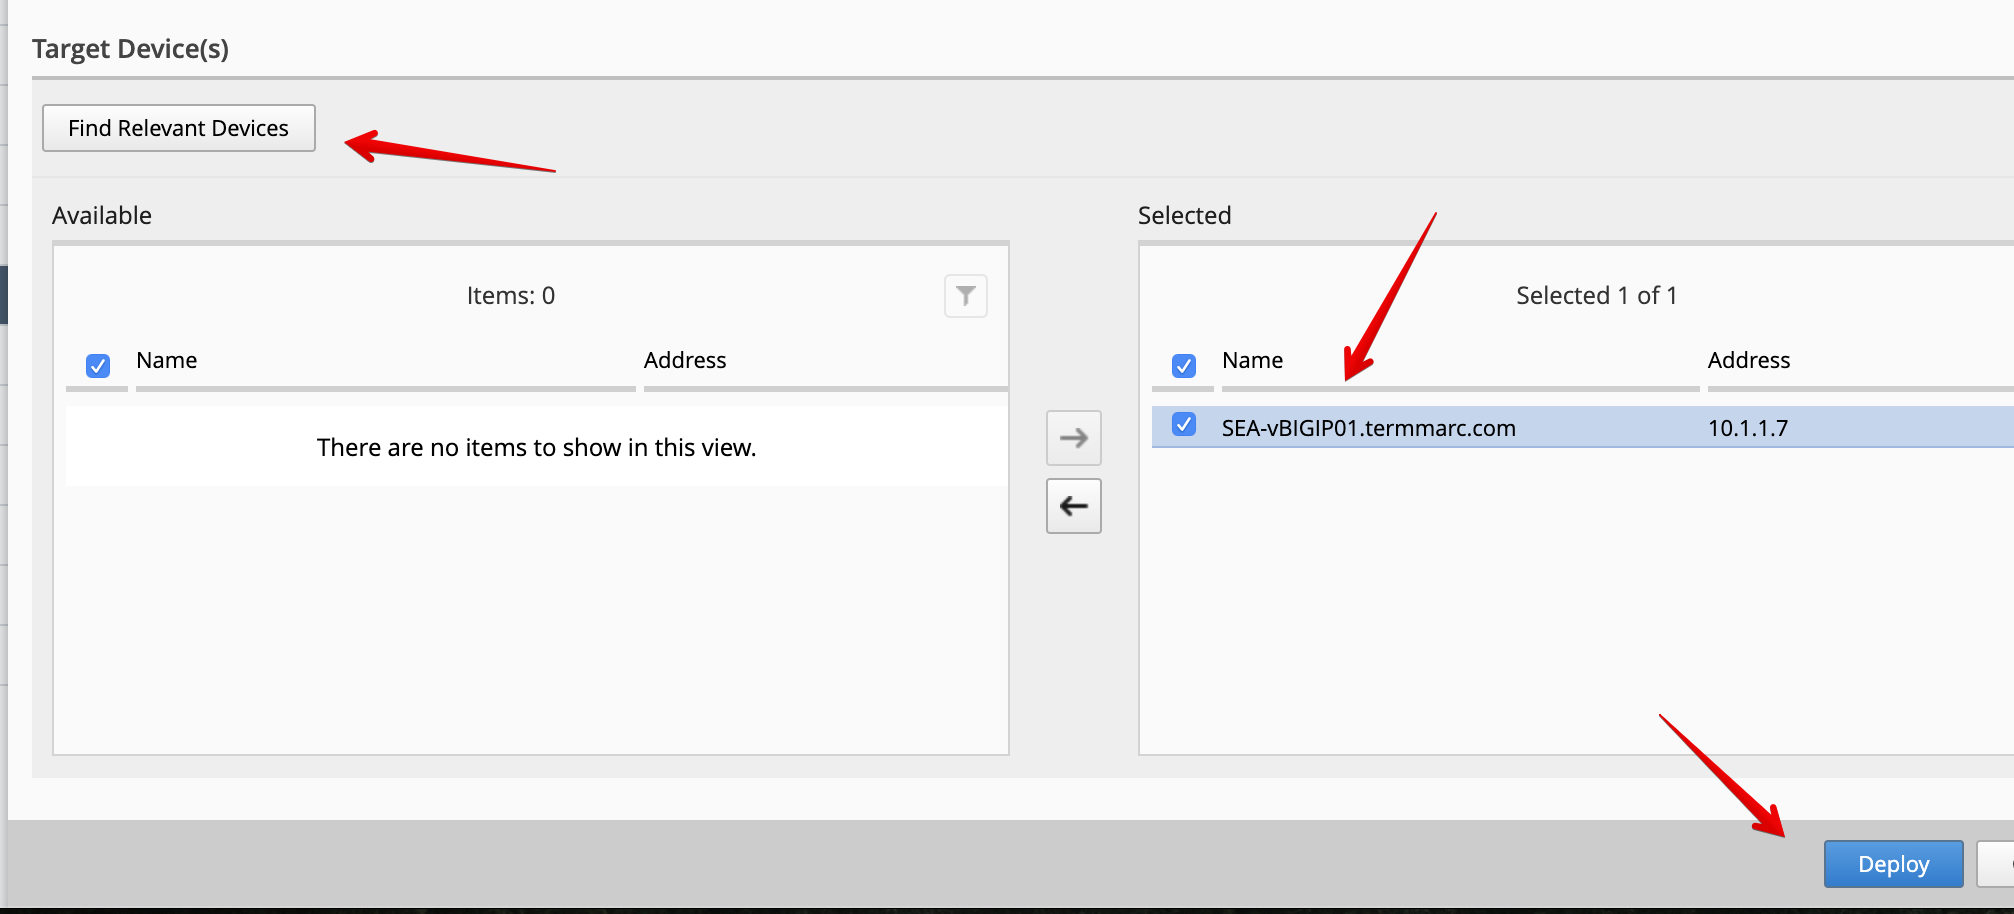 Target Device(s)
Find Relevant Devices
Available
Items: 0
Name Address
There are no items to show in this view.
Selected
Selected 1 of 1
Name Address
SEA-vBIGIP01.termmarc.com 10.1.1.7
Deploy